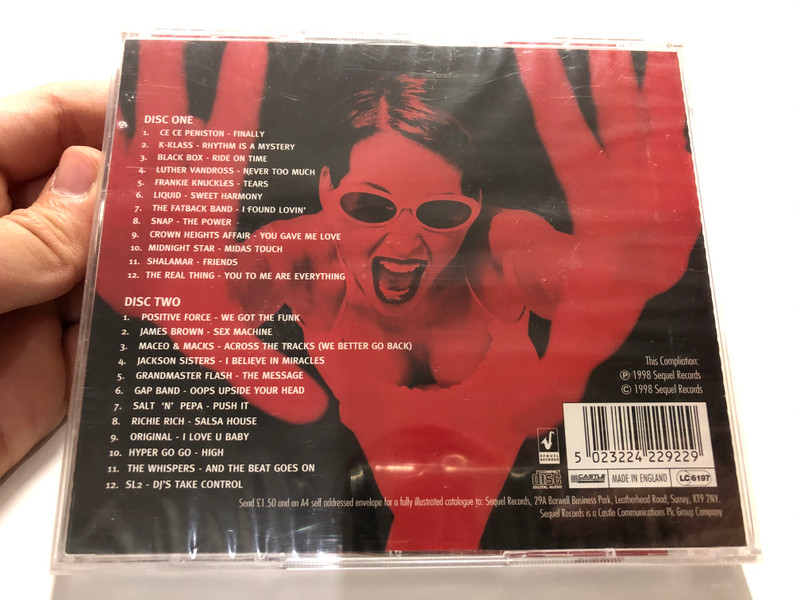 DISC ONE
1. CE CE PENISTON - FINALLY
2. K-KLASS - RHYTHM IS A MYSTERY
3. BLACK BOX - RIDE ON TIME
4. LUTHER VANDROSS - NEVER TOO MUCH
5. FRANKIE KNUCKLES - TEARS
6. LIQUID - SWEET HARMONY
7. THE FATBACK BAND - I FOUND LOVIN'
8. SNAP - THE POWER
9. CROWN HEIGHTS AFFAIR - YOU GAVE ME LOVE
10. MIDNIGHT STAR - MIDAS TOUCH
11. SHALAMAR - FRIENDS
12. THE REAL THING - YOU TO ME ARE EVERYTHING
DISC TWO
1. POSITIVE FORCE - WE GOT THE FUNK
2. JAMES BROWN - SEX MACHINE
3. MACEO & MACKS - ACROSS THE TRACKS (WE BETTER GO BACK)
4. JACKSON SISTERS - I BELIEVE IN MIRACLES
5. GRANDMASTER FLASH - THE MESSAGE
6. GAP BAND - OOPS UPSIDE YOUR HEAD
7. SALT 'N' PEPA - PUSH IT
8. RICHIE RICH - SALSA HOUSE
9. ORIGINAL - I LOVE U BABY
10. HYPER GO GO - HIGH
11. THE WHISPERS - AND THE BEAT GOES ON
12. SL2 - DJ'S TAKE CONTROL
This Compliation:
Ⓟ 1998 Sequel Records
© 1998 Sequel Records
5 023224 229229
SEQUEL RECORDS
COMPACT disc DIGITAL AUDIO
CASTLE
MADE IN ENGLAND
LC 6197
Send £1.50 and an A4 self addressed envelope for a fully illustrated catalogue to: Sequel Records, 29A Barwell Business Park, Leatherhead Road, Surrey, KT9 2NY.
Sequel Records is a Castle Communications Plc Group Company